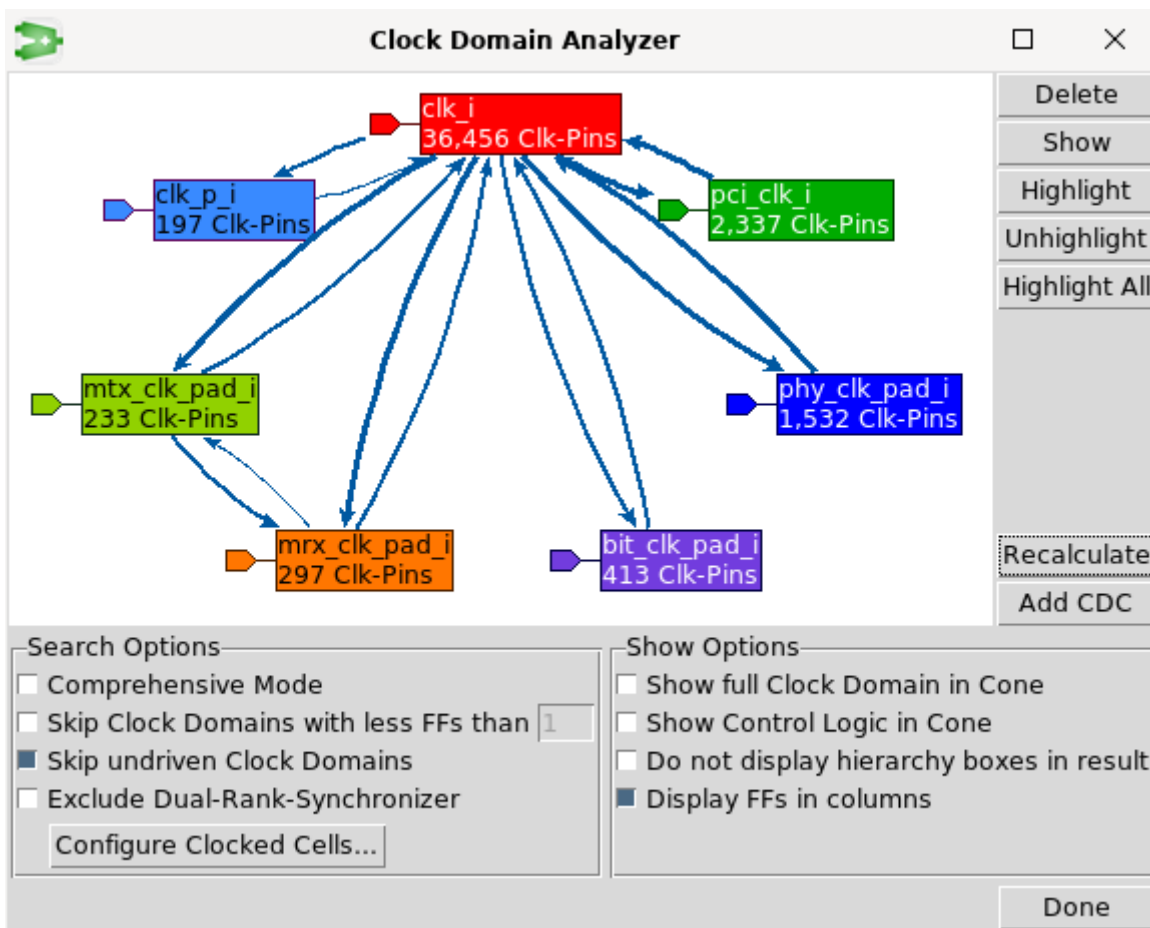 Clock Domain Analyzer
clk_i
36,456 Clk-Pins
clk_p_i
197 Clk-Pins
pci_clk_i
2,337 Clk-Pins
mtx_clk_pad_i
233 Clk-Pins
phy_clk_pad_i
1,532 Clk-Pins
mrx_clk_pad_i
297 Clk-Pins
bit_clk_pad_i
413 Clk-Pins
Delete
Show
Highlight
Unhighlight
Highlight All
Recalculate
Add CDC
Search Options
Comprehensive Mode
Skip Clock Domains with less FFs than 1
Skip undriven Clock Domains
Exclude Dual-Rank-Synchronizer
Configure Clocked Cells...
Show Options
Show full Clock Domain in Cone
Show Control Logic in Cone
Do not display hierarchy boxes in result
Display FFs in columns
Done